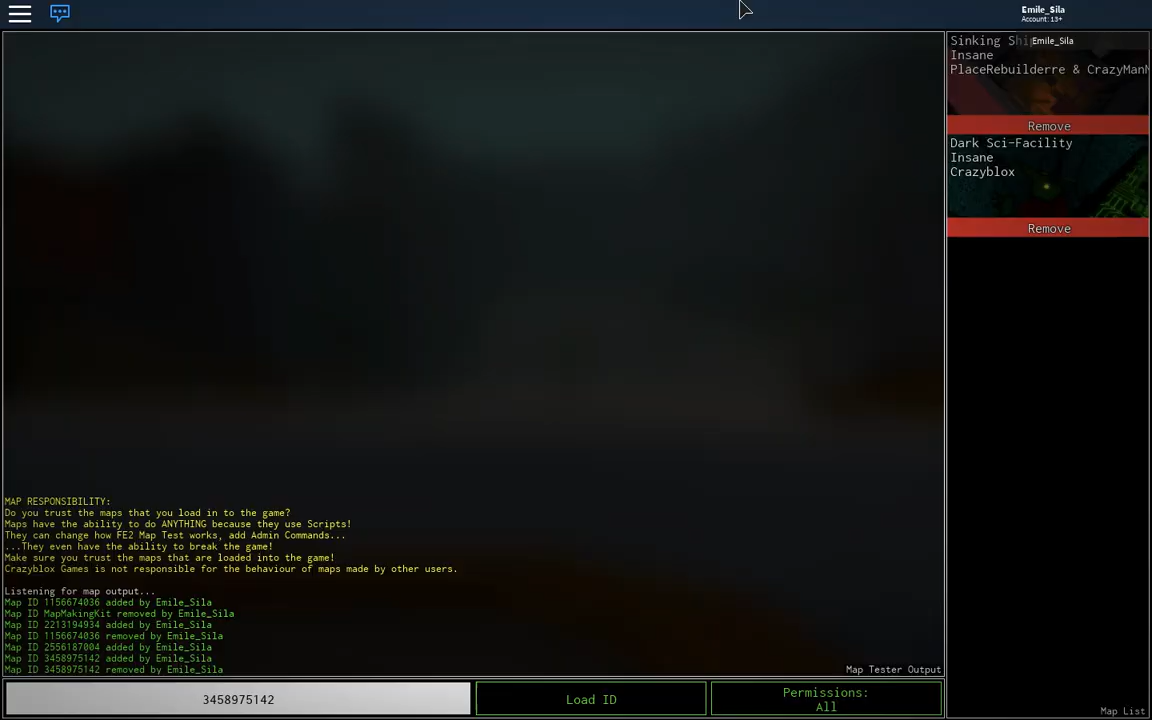 Emile_Sila
Account: 13+
Sinking Sh
Emile_Sila
Insane
PlaceRebuilderre & CrazyManM
Remove
Dark Sci-Facility
Insane
Crazyblox
Remove
MAP RESPONSIBILITY:
Do you trust the maps that you load in to the game?
Maps have the ability to do ANYTHING because they use Scripts!
They can change how FE2 Map Test works, add Admin Commands...
...They even have the ability to break the game!
Make sure you trust the maps that are loaded into the game!
Crazyblox Games is not responsible for the behaviour of maps made by other users.
Listening for map output...
Map ID 1156674036 added by Emile_Sila
Map ID MapMakingKit removed by Emile_Sila
Map ID 2213194934 added by Emile_Sila
Map ID 1156674036 removed by Emile_Sila
Map ID 2556187004 added by Emile_Sila
Map ID 3458975142 added by Emile_Sila
Map ID 3458975142 removed by Emile_Sila
Map Tester Output
3458975142
Load ID
Permissions:
All
Map List